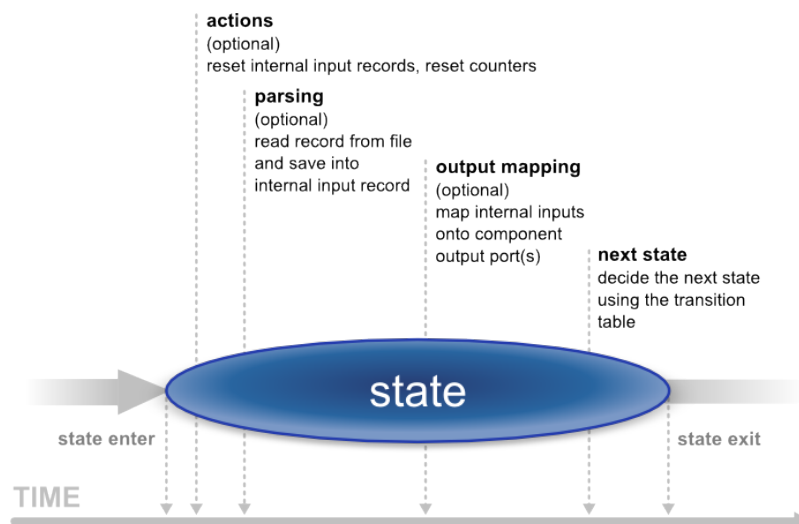 actions
(optional)
reset internal input records, reset counters
parsing
(optional)
read record from file
and save into
internal input record
output mapping
(optional)
map internal inputs
onto component
output port(s)
next state
decide the next state
using the transition
table
state
state enter
state exit
TIME